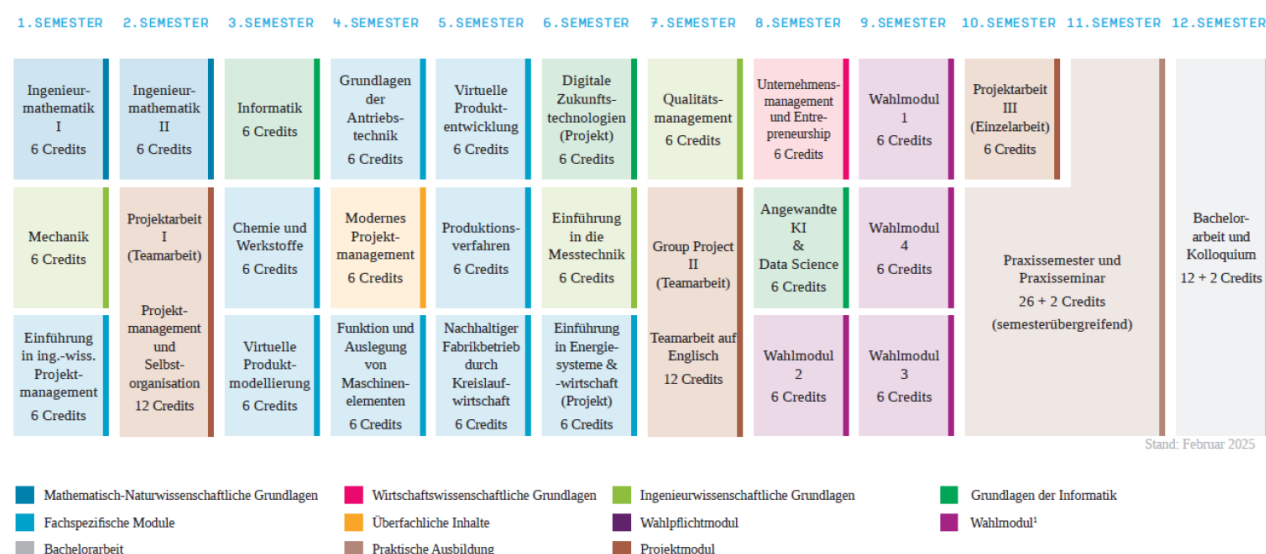 1.SEMESTER 2.SEMESTER 3.SEMESTER 4.SEMESTER 5.SEMESTER 6.SEMESTER 7.SEMESTER 8.SEMESTER 9.SEMESTER 10.SEMESTER 11.SEMESTER 12.SEMESTER
Ingenieur-
mathematik
I
6 Credits
Mechanik
6 Credits
Einführung
in ing.-wiss.
Projekt-
management
6 Credits
Ingenieur-
mathematik
II
6 Credits
Projektarbeit
I
(Teamarbeit)
Projekt-
management
und
Selbst-
organisation
12 Credits
Informatik
6 Credits
Chemie und
Werkstoffe
6 Credits
Virtuelle
Produkt-
modellierung
6 Credits
Grundlagen
der
Antriebs-
technik
6 Credits
Modernes
Projekt-
management
6 Credits
Funktion und
Auslegung
von
Maschinen-
elementen
6 Credits
Virtuelle
Produkt-
entwicklung
6 Credits
Produktions-
verfahren
6 Credits
Nachhaltiger
Fabrikbetrieb
durch
Kreislauf-
wirtschaft
6 Credits
Digitale
Zukunfts-
technologien
(Projekt)
6 Credits
Einführung
in die
Messtechnik
6 Credits
Einführung
in Energie-
systeme &
-wirtschaft
(Projekt)
6 Credits
Qualitäts-
management
6 Credits
Group Project
II
(Teamarbeit)
Teamarbeit auf
Englisch
12 Credits
Unternehmens-
management
und Entre-
preneurship
6 Credits
Angewandte
KI
&
Data Science
6 Credits
Wahlmodul
2
6 Credits
Wahlmodul
1
6 Credits
Wahlmodul
4
6 Credits
Wahlmodul
3
6 Credits
Projektarbeit
III
(Einzelarbeit)
6 Credits
Praxissemester und
Praxisseminar
26 + 2 Credits
(semesterübergreifend)
Bachelor-
arbeit und
Kolloquium
12 + 2 Credits
Stand: Februar 2025
Mathematisch-Naturwissenschaftliche Grundlagen
Wirtschaftswissenschaftliche Grundlagen
Ingenieurwissenschaftliche Grundlagen
Grundlagen der Informatik
Fachspezifische Module
Überfachliche Inhalte
Wahlpflichtmodul
Wahlmodul¹
Bachelorarbeit
Praktische Ausbildung
Projektmodul